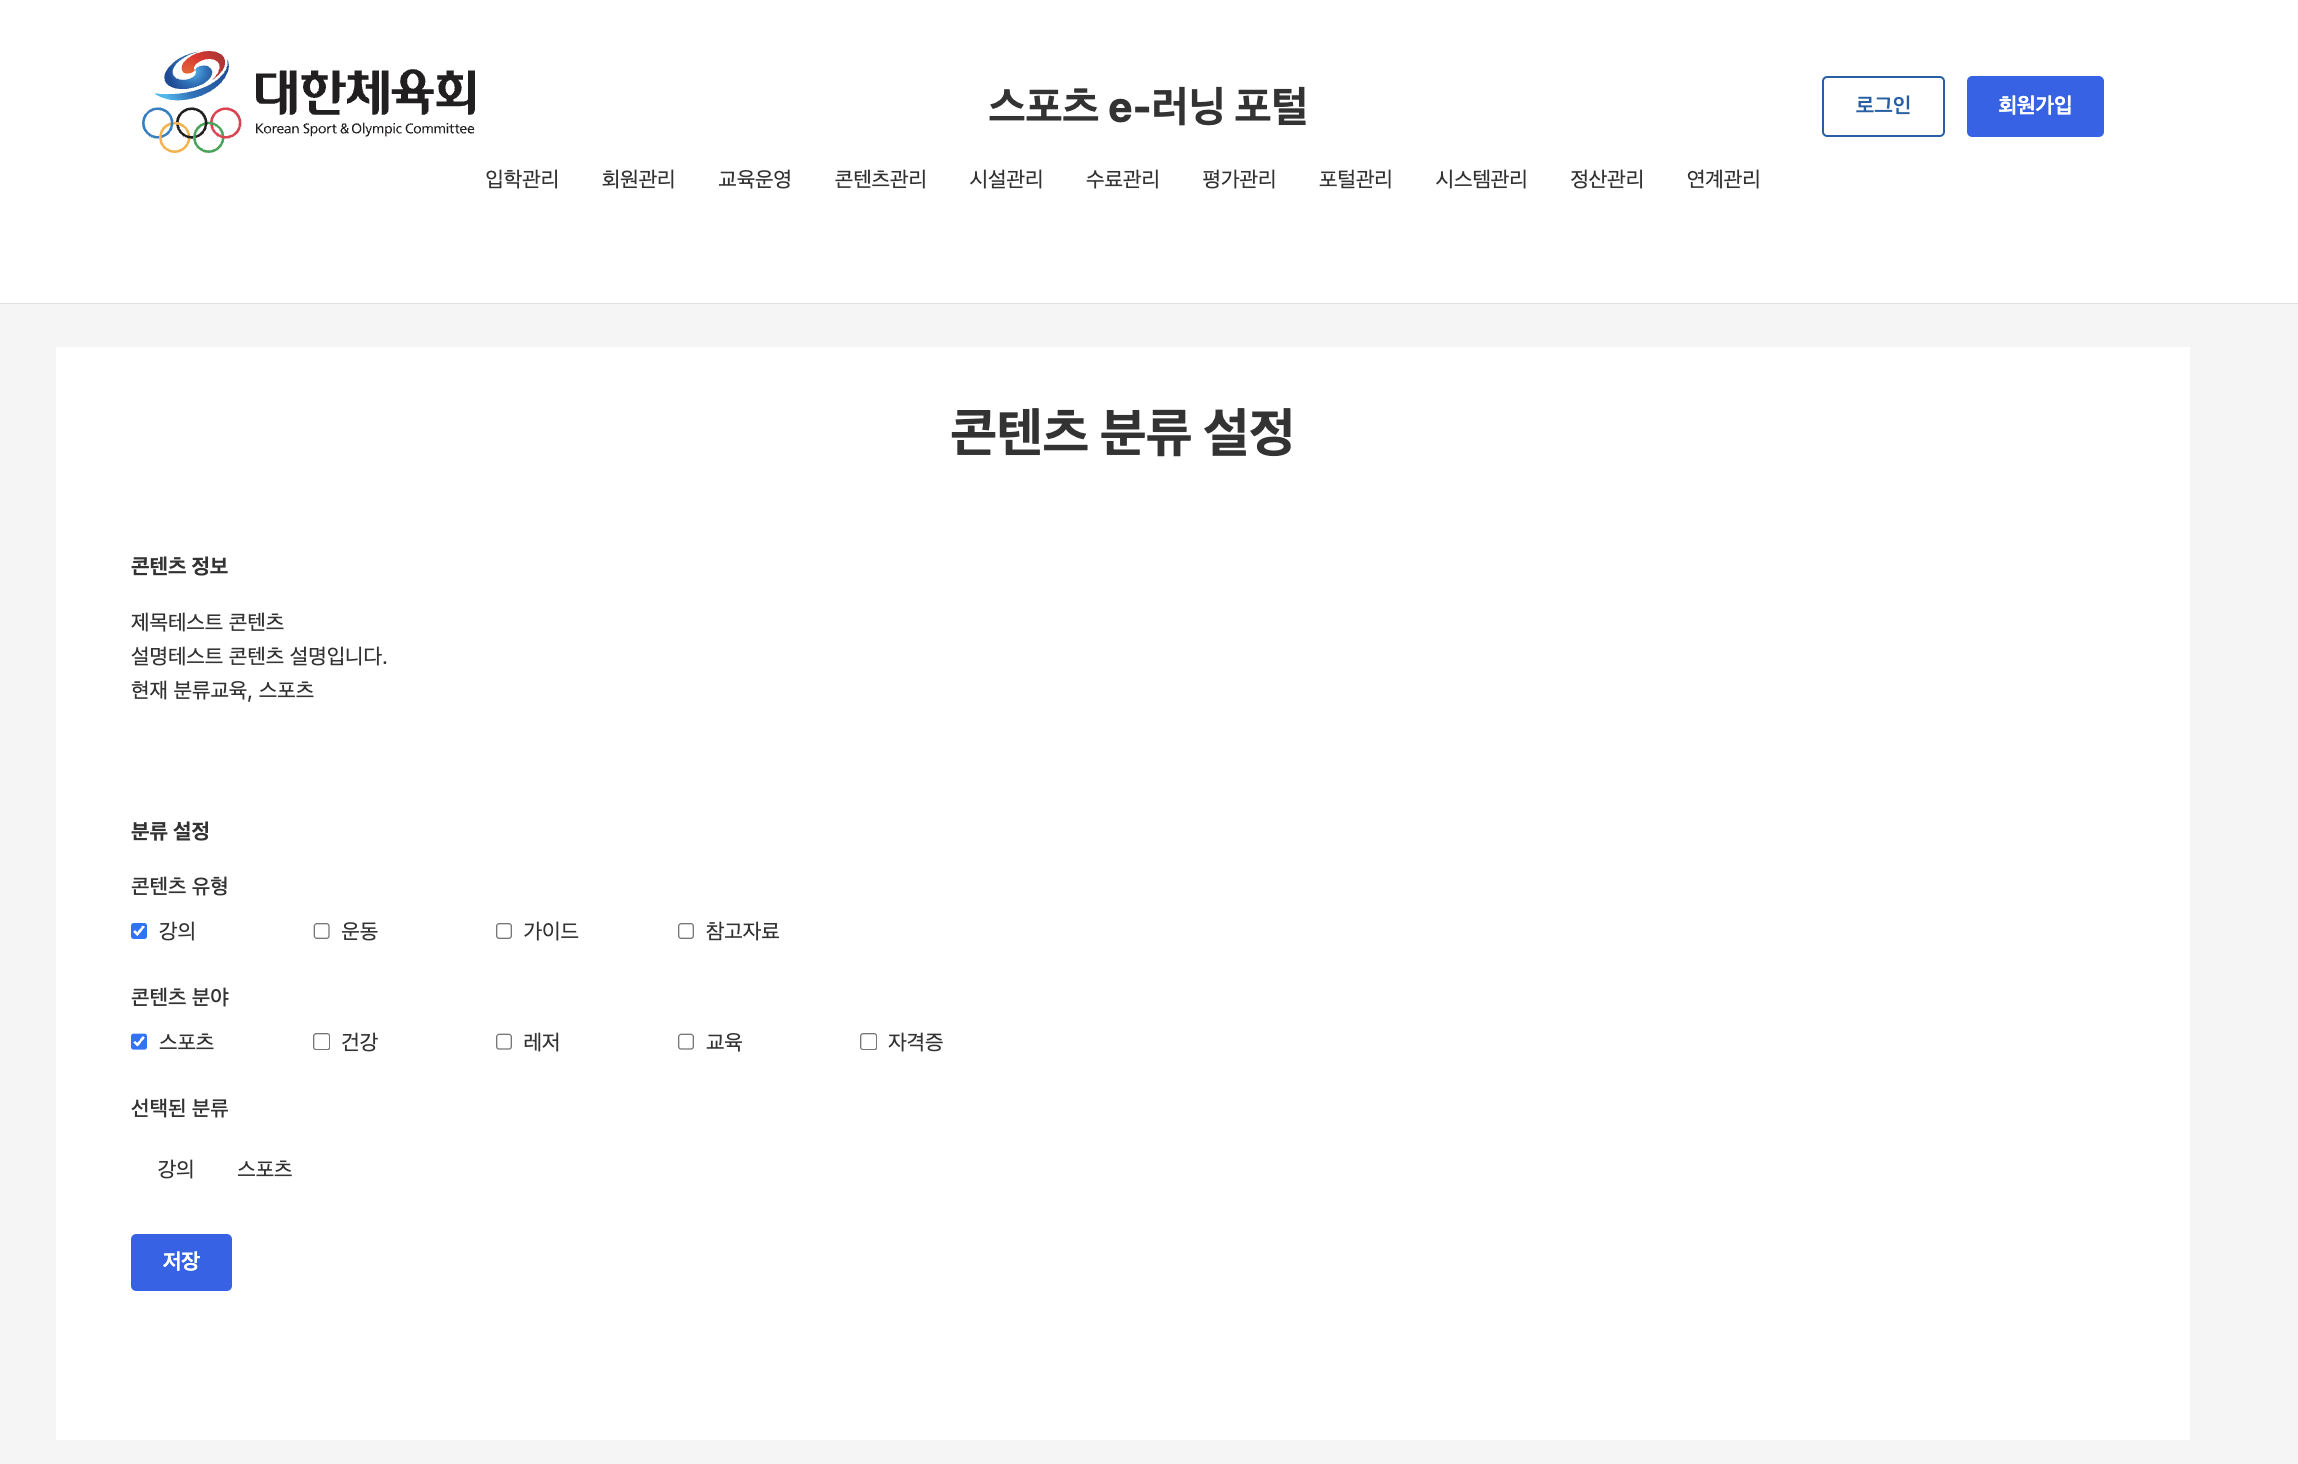 대한체육회
Korean Sport & Olympic Committee
스포츠 e-러닝 포털
로그인
회원가입
입학관리 회원관리 교육운영 콘텐츠관리 시설관리 수료관리 평가관리 포털관리 시스템관리 정산관리 연계관리
콘텐츠 분류 설정
콘텐츠 정보
제목테스트 콘텐츠
설명테스트 콘텐츠 설명입니다.
현재 분류교육, 스포츠
분류 설정
콘텐츠 유형
강의 운동 가이드 참고자료
콘텐츠 분야
스포츠 건강 레저 교육 자격증
선택된 분류
강의 스포츠
저장